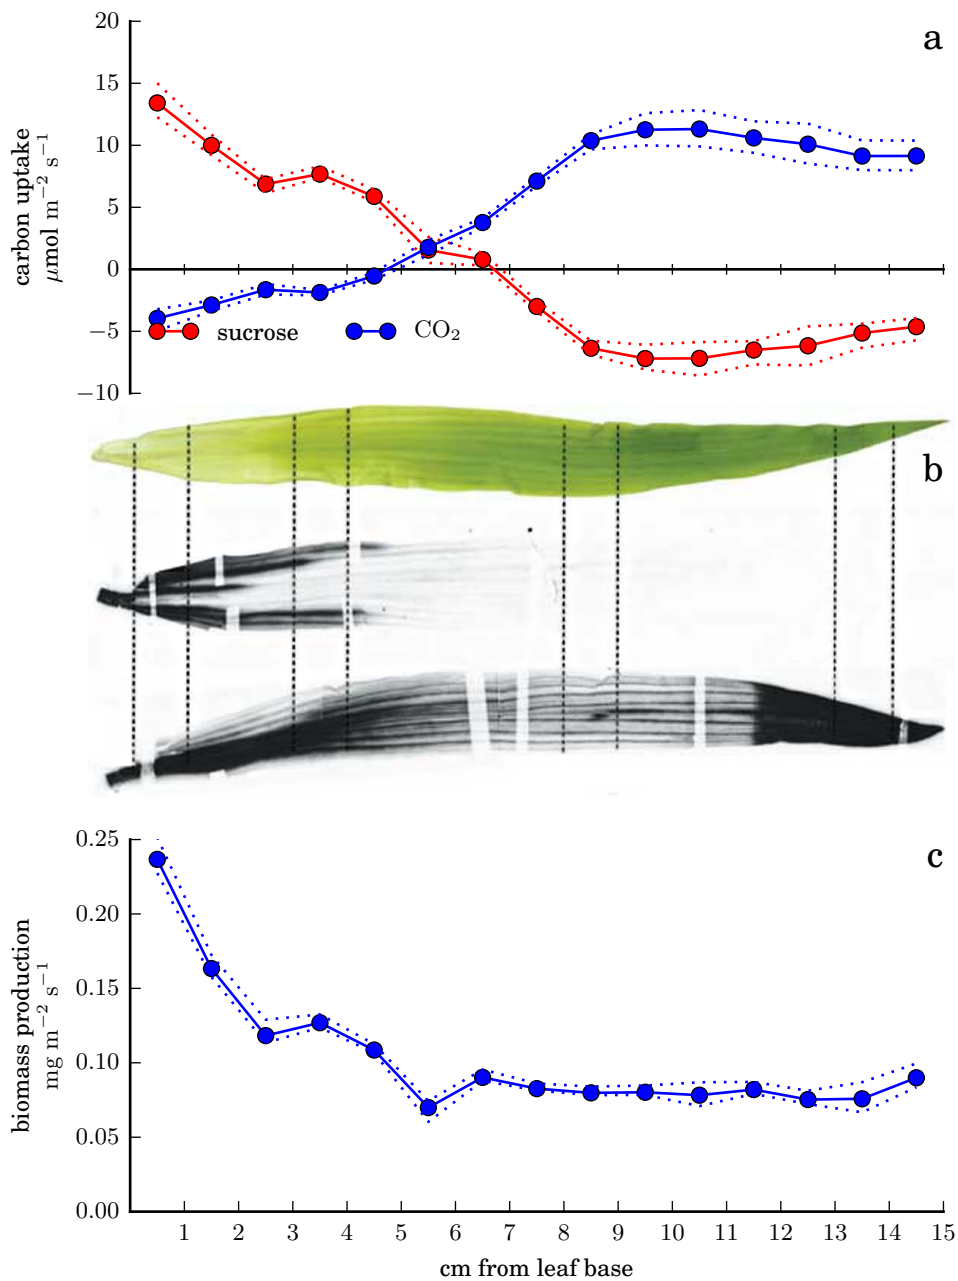 a
20
15
10
5
0
−5
−10
carbon uptake
μmol m⁻² s⁻¹
sucrose
CO₂
b
c
0.25
0.20
0.15
0.10
0.05
0.00
biomass production
mg m⁻² s⁻¹
1 2 3 4 5 6 7 8 9 10 11 12 13 14 15
cm from leaf base